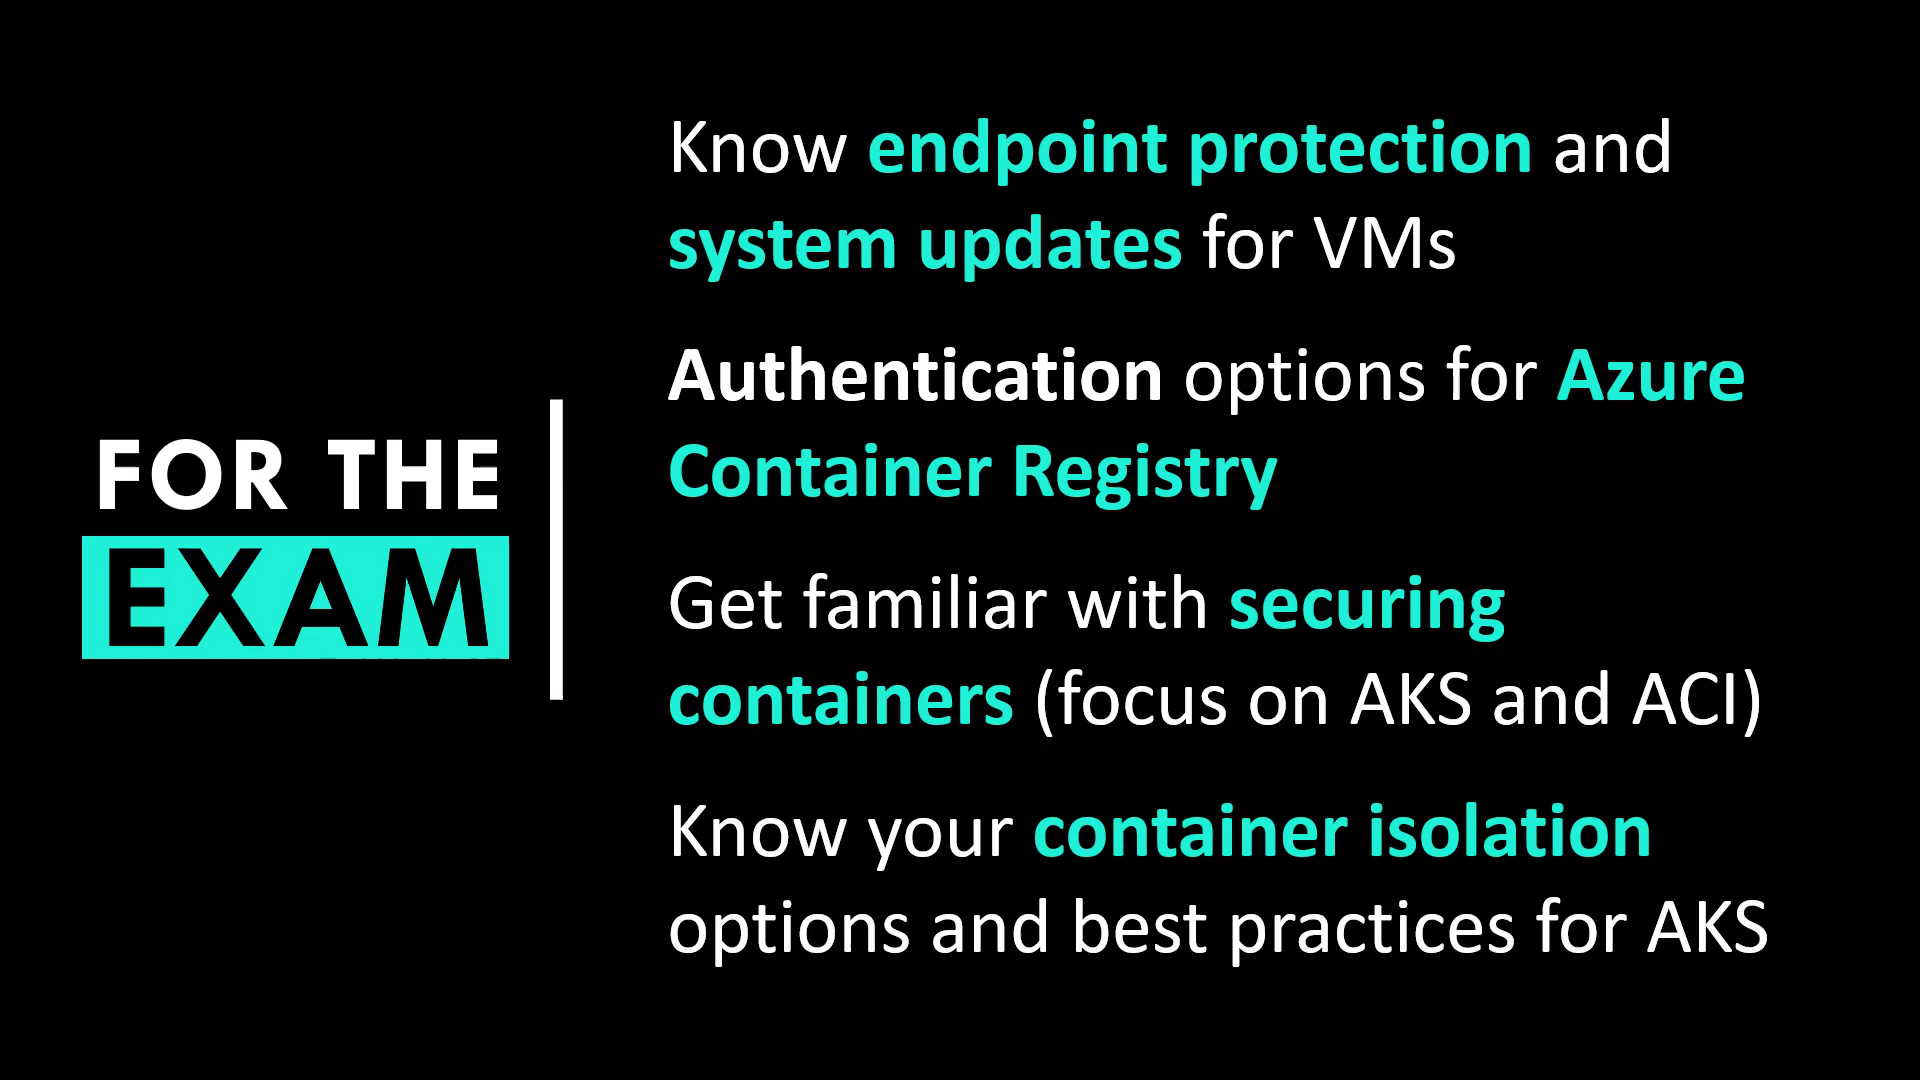 FOR THE
EXAM
Know endpoint protection and
system updates for VMs
Authentication options for Azure
Container Registry
Get familiar with securing
containers (focus on AKS and ACI)
Know your container isolation
options and best practices for AKS